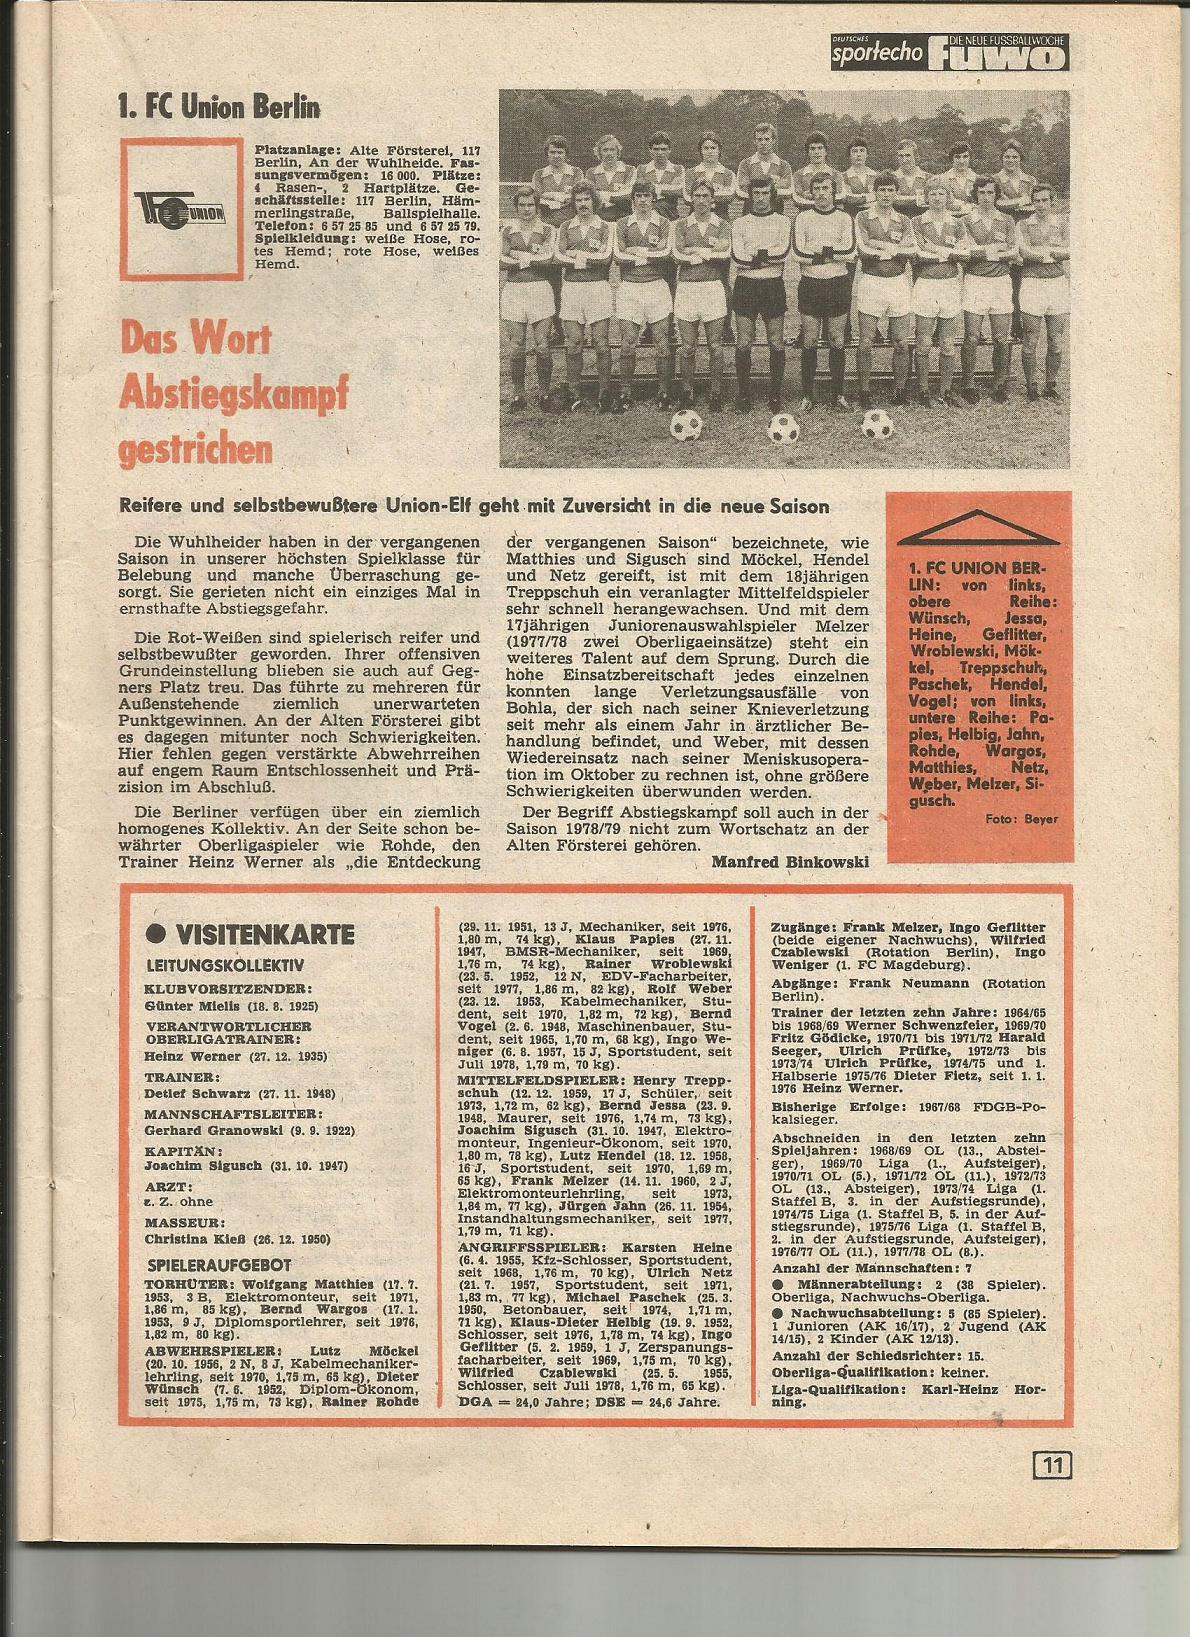 DEUTSCHES
sportecho
DIE NEUE FUSSBALLWOCHE
FUWO
1. FC Union Berlin
FC UNION
Platzanlage: Alte Försterei, 117
Berlin, An der Wuhlheide. Fas-
sungsvermögen: 16 000. Plätze:
4 Rasen-, 2 Hartplätze. Ge-
schäftsstelle: 117 Berlin, Häm-
merlingstraße, Ballspielhalle.
Telefon: 6 57 25 85 und 6 57 25 79.
Spielkleidung: weiße Hose, ro-
tes Hemd; rote Hose, weißes
Hemd.
Das Wort
Abstiegskampf
gestrichen
Reifere und selbstbewußtere Union-Elf geht mit Zuversicht in die neue Saison
Die Wuhlheider haben in der vergangenen
Saison in unserer höchsten Spielklasse für
Belebung und manche Überraschung ge-
sorgt. Sie gerieten nicht ein einziges Mal in
ernsthafte Abstiegsgefahr.
Die Rot-Weißen sind spielerisch reifer und
selbstbewußter geworden. Ihrer offensiven
Grundeinstellung blieben sie auch auf Geg-
ners Platz treu. Das führte zu mehreren für
Außenstehende ziemlich unerwarteten
Punktgewinnen. An der Alten Försterei gibt
es dagegen mitunter noch Schwierigkeiten.
Hier fehlen gegen verstärkte Abwehrreihen
auf engem Raum Entschlossenheit und Prä-
zision im Abschluß.
Die Berliner verfügen über ein ziemlich
homogenes Kollektiv. An der Seite schon be-
währter Oberligaspieler wie Rohde, den
Trainer Heinz Werner als „die Entdeckung
der vergangenen Saison“ bezeichnete, wie
Matthies und Sigusch sind Möckel, Hendel
und Netz gereift, ist mit dem 18jährigen
Treppschuh ein veranlagter Mittelfeldspieler
sehr schnell herangewachsen. Und mit dem
17jährigen Juniorenauswahlspieler Melzer
(1977/78 zwei Oberligaeinsätze) steht ein
weiteres Talent auf dem Sprung. Durch die
hohe Einsatzbereitschaft jedes einzelnen
konnten lange Verletzungsausfälle von
Bohla, der sich nach seiner Knieverletzung
seit mehr als einem Jahr in ärztlicher Be-
handlung befindet, und Weber, mit dessen
Wiedereinsatz nach seiner Meniskusopera-
tion im Oktober zu rechnen ist, ohne größere
Schwierigkeiten überwunden werden.
Der Begriff Abstiegskampf soll auch in der
Saison 1978/79 nicht zum Wortschatz an der
Alten Försterei gehören.
Manfred Binkowski
1. FC UNION BER-
LIN: von links,
obere Reihe:
Wünsch, Jessa,
Heine, Geflitter,
Wroblewski, Möк-
kel, Treppschuh,
Paschek, Hendel,
Vogel; von links,
untere Reihe: Pa-
pies, Helbig, Jahn,
Rohde, Wargos,
Matthies, Netz,
Weber, Melzer, Si-
gusch.
Foto: Beyer
● VISITENKARTE
LEITUNGSKOLLEKTIV
KLUBVORSITZENDER:
Günter Mielis (18. 8. 1925)
VERANTWORTLICHER
OBERLIGATRAINER:
Heinz Werner (27. 12. 1935)
TRAINER:
Detlef Schwarz (27. 11. 1948)
MANNSCHAFTSLEITER:
Gerhard Granowski (9. 9. 1922)
KAPITÄN:
Joachim Sigusch (31. 10. 1947)
ARZT:
z. Z. ohne
MASSEUR:
Christina Kieß (26. 12. 1950)
SPIELERAUFGEBOT
TORHÜTER: Wolfgang Matthies (17. 7.
1953, 3 B, Elektromonteur, seit 1971,
1,86 m, 85 kg), Bernd Wargos (17. 1.
1953, 9 J, Diplomsportlehrer, seit 1976,
1,82 m, 80 kg).
ABWEHRSPIELER: Lutz Möckel
(20. 10. 1956, 2 N, 8 J, Kabelmechaniker-
lehrling, seit 1970, 1,75 m, 65 kg), Dieter
Wünsch (7. 6. 1952, Diplom-Ökonom,
seit 1975, 1,75 m, 73 kg), Rainer Rohde
(29. 11. 1951, 13 J, Mechaniker, seit 1976,
1,80 m, 74 kg), Klaus Papies (27. 11.
1947, BMSR-Mechaniker, seit 1969,
1,76 m, 74 kg), Rainer Wroblewski
(23. 5. 1952, 12 N, EDV-Facharbeiter,
seit 1977, 1,86 m, 82 kg), Rolf Weber
(23. 12. 1953, Kabelmechaniker, Stu-
dent, seit 1970, 1,82 m, 72 kg), Bernd
Vogel (2. 6. 1948, Maschinenbauer, Stu-
dent, seit 1965, 1,70 m, 68 kg), Ingo We-
niger (6. 8. 1957, 15 J, Sportstudent, seit
Juli 1978, 1,79 m, 70 kg).
MITTELFELDSPIELER: Henry Trepp-
schuh (12. 12. 1959, 17 J, Schüler, seit
1973, 1,72 m, 62 kg), Bernd Jessa (23. 9.
1948, Maurer, seit 1976, 1,74 m, 73 kg),
Joachim Sigusch (31. 10. 1947, Elektro-
monteur, Ingenieur-Ökonom, seit 1970,
1,80 m, 78 kg), Lutz Hendel (18. 12. 1958,
16 J, Sportstudent, seit 1970, 1,69 m,
65 kg), Frank Melzer (14. 11. 1960, 2 J,
Elektromonteurlehrling, seit 1973,
1,84 m, 77 kg), Jürgen Jahn (26. 11. 1954,
Instandhaltungsmechaniker, seit 1977,
1,79 m, 71 kg).
ANGRIFFSSPIELER: Karsten Heine
(6. 4. 1955, Kfz-Schlosser, Sportstudent,
seit 1968, 1,76 m, 70 kg), Ulrich Netz
(21. 7. 1957, Sportstudent, seit 1971,
1,83 m, 77 kg), Michael Paschek (25. 3.
1950, Betonbauer, seit 1974, 1,71 m,
71 kg), Klaus-Dieter Helbig (19. 9. 1952,
Schlosser, seit 1976, 1,78 m, 74 kg), Ingo
Geflitter (5. 2. 1959, 1 J, Zerspanungs-
facharbeiter, seit 1969, 1,75 m, 70 kg),
Wilfried Czablewski (25. 5. 1955,
Schlosser, seit Juli 1978, 1,76 m, 65 kg).
DGA = 24,0 Jahre; DSE = 24,6 Jahre.
Zugänge: Frank Melzer, Ingo Geflitter
(beide eigener Nachwuchs), Wilfried
Czablewski (Rotation Berlin), Ingo
Weniger (1. FC Magdeburg).
Abgänge: Frank Neumann (Rotation
Berlin).
Trainer der letzten zehn Jahre: 1964/65
bis 1968/69 Werner Schwenzfeier, 1969/70
Fritz Gödicke, 1970/71 bis 1971/72 Harald
Seeger, Ulrich Prüfke, 1972/73 bis
1973/74 Ulrich Prüfke, 1974/75 und 1.
Halbserie 1975/76 Dieter Fietz, seit 1. 1.
1976 Heinz Werner.
Bisherige Erfolge: 1967/68 FDGB-Po-
kalsieger.
Abschneiden in den letzten zehn
Spieljahren: 1968/69 OL (13., Abstei-
ger), 1969/70 Liga (1., Aufsteiger),
1970/71 OL (5.), 1971/72 OL (11.), 1972/73
OL (13., Absteiger), 1973/74 Liga (1.
Staffel B, 3. in der Aufstiegsrunde),
1974/75 Liga (1. Staffel B, 5. in der Auf-
stiegsrunde), 1975/76 Liga (1. Staffel B,
2. in der Aufstiegsrunde, Aufsteiger),
1976/77 OL (11.), 1977/78 OL (8.).
Anzahl der Mannschaften: 7
● Männerabteilung: 2 (38 Spieler).
Oberliga, Nachwuchs-Oberliga.
● Nachwuchsabteilung: 5 (85 Spieler).
1 Junioren (AK 16/17), 2 Jugend (AK
14/15), 2 Kinder (AK 12/13).
Anzahl der Schiedsrichter: 15.
Oberliga-Qualifikation: keiner.
Liga-Qualifikation: Karl-Heinz Hor-
ning.
11